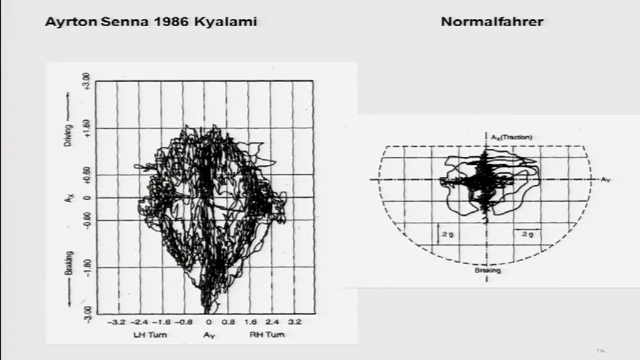 Ayrton Senna 1986 Kyalami
Normalfahrer
+3.00
Driving
+1.80
+0.60
Ax
0
-0.60
Braking
-1.80
-3.00
-3.2 -2.4 -1.6 -0.8 0 0.8 1.6 2.4 3.2
LH Turn Ay RH Turn
Ax(Traction)
Ay
.2 g
.2 g
Braking